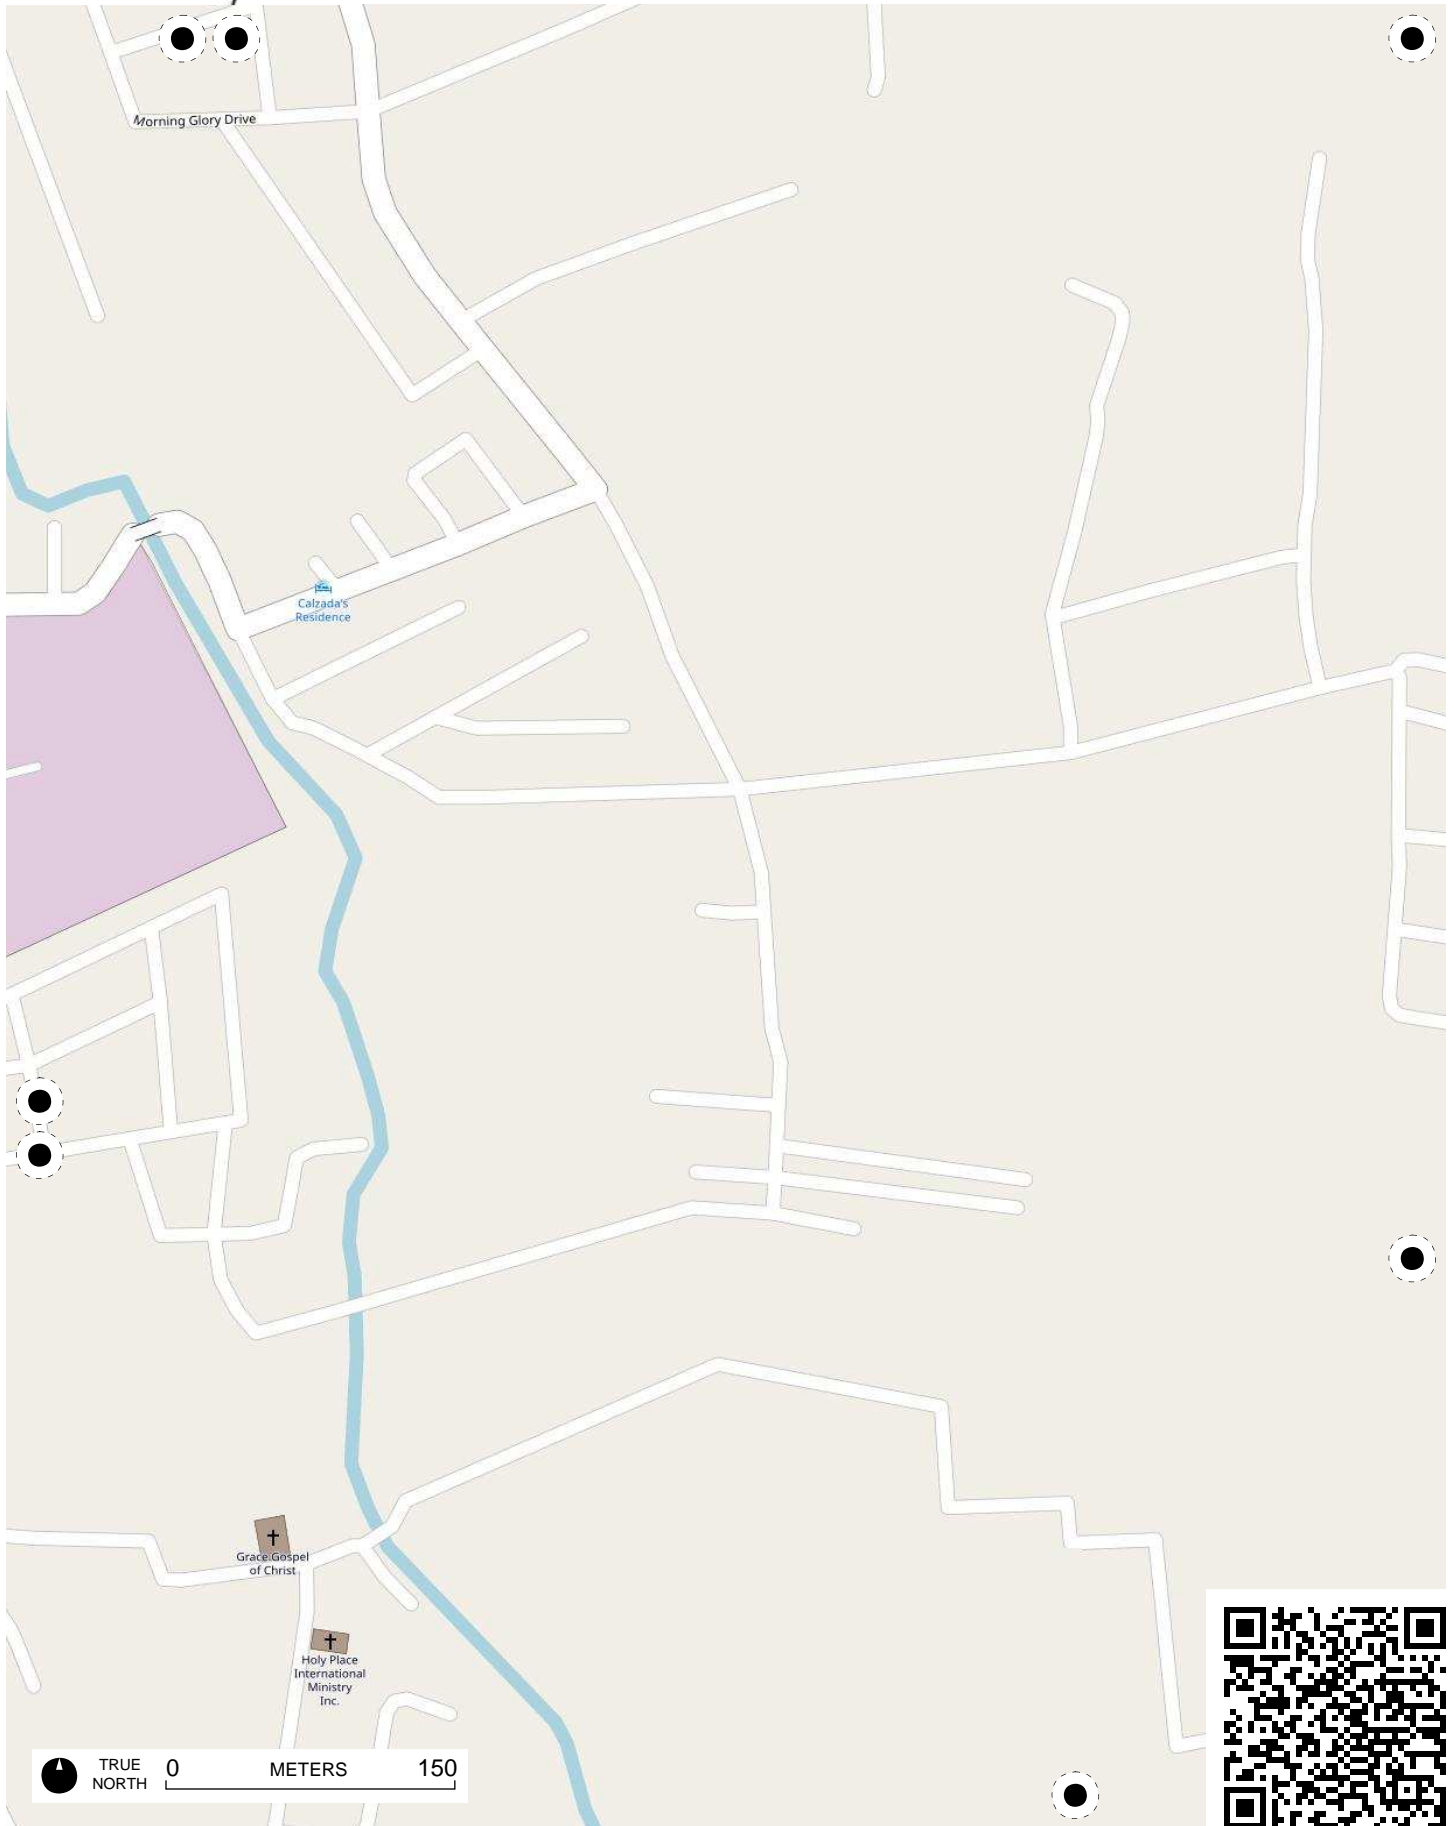 Morning Glory Drive
Calzada's
Residence
Grace Gospel
of Christ
Holy Place
International
Ministry
Inc.
TRUE
NORTH
0 METERS 150